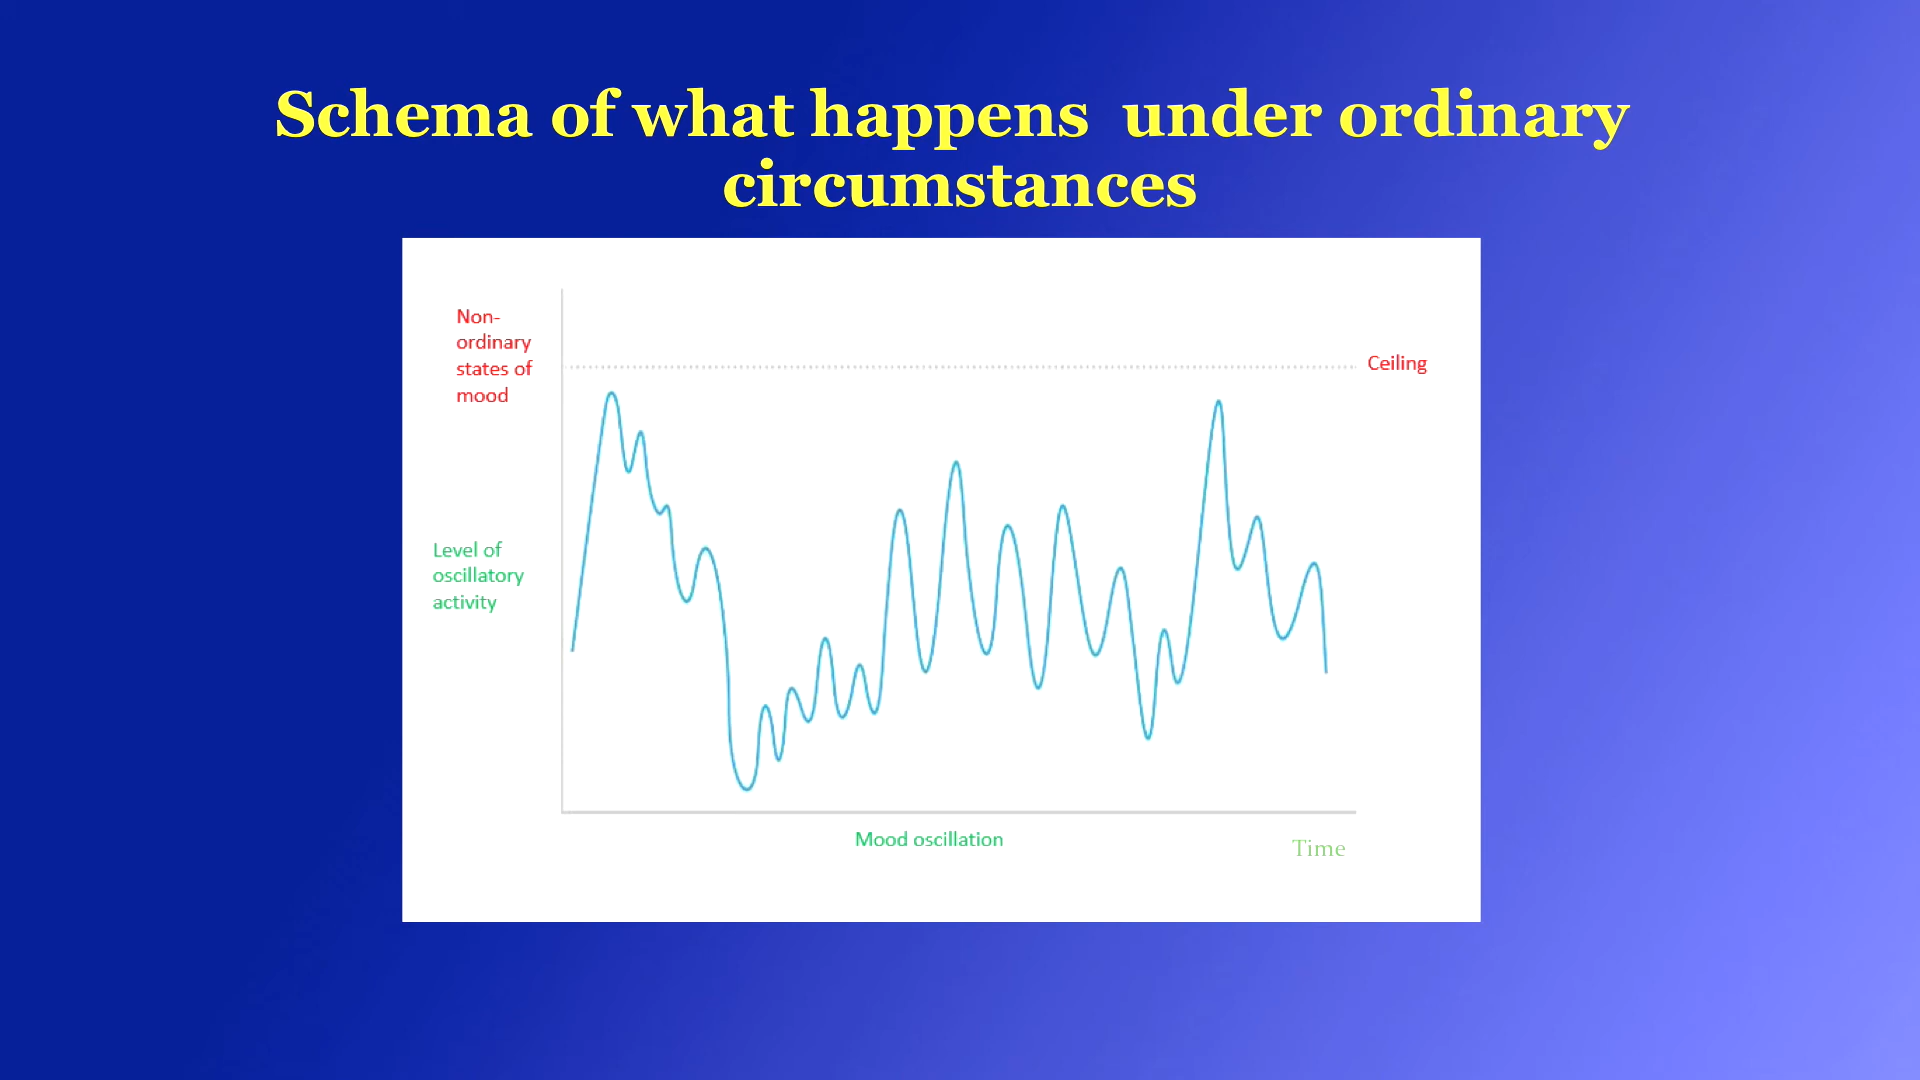 Schema of what happens  under ordinary
circumstances
Non-
ordinary
states of
mood
Ceiling
Level of
oscillatory
activity
Mood oscillation
Time